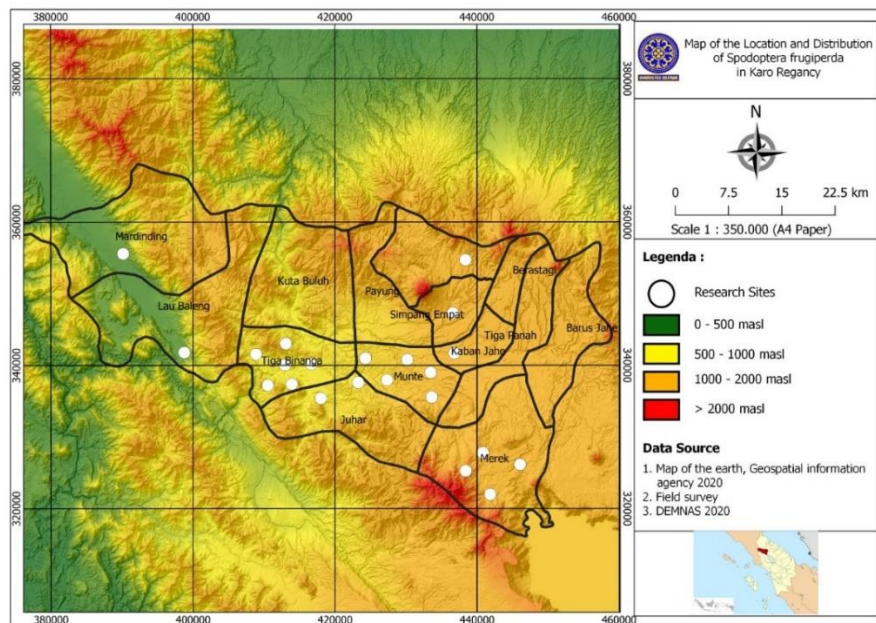 380000 400000 420000 440000 460000
380000 380000
360000 360000
340000 340000
320000 320000
Mardinding
Lau Baleng
Kuta Buluh
Payung
Simpang Empat
Berastagi
Tiga Panah
Barus Jahe
Kaban Jahe
Tiga Binanga
Munte
Juhar
Merek
380000 400000 420000 440000 460000
Map of the Location and Distribution
of Spodoptera frugiperda
in Karo Regancy
N
0 7.5 15 22.5 km
Scale 1 : 350.000 (A4 Paper)
Legenda :
Research Sites
0 - 500 masl
500 - 1000 masl
1000 - 2000 masl
> 2000 masl
Data Source
1. Map of the earth, Geospatial information
agency 2020
2. Field survey
3. DEMNAS 2020